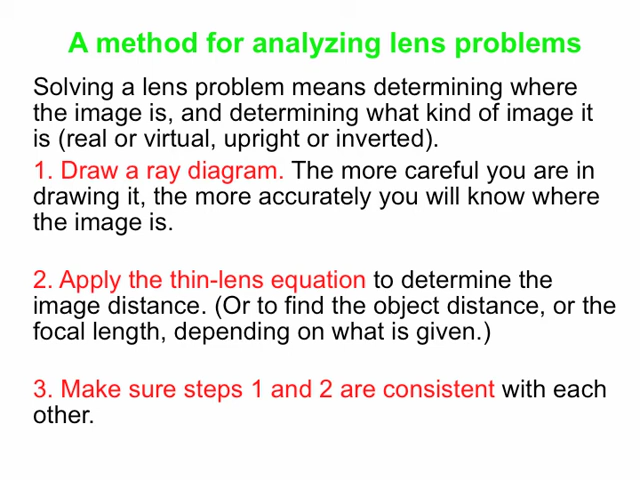 A method for analyzing lens problems
Solving a lens problem means determining where
the image is, and determining what kind of image it
is (real or virtual, upright or inverted).
1. Draw a ray diagram. The more careful you are in
drawing it, the more accurately you will know where
the image is.
2. Apply the thin-lens equation to determine the
image distance. (Or to find the object distance, or the
focal length, depending on what is given.)
3. Make sure steps 1 and 2 are consistent with each
other.